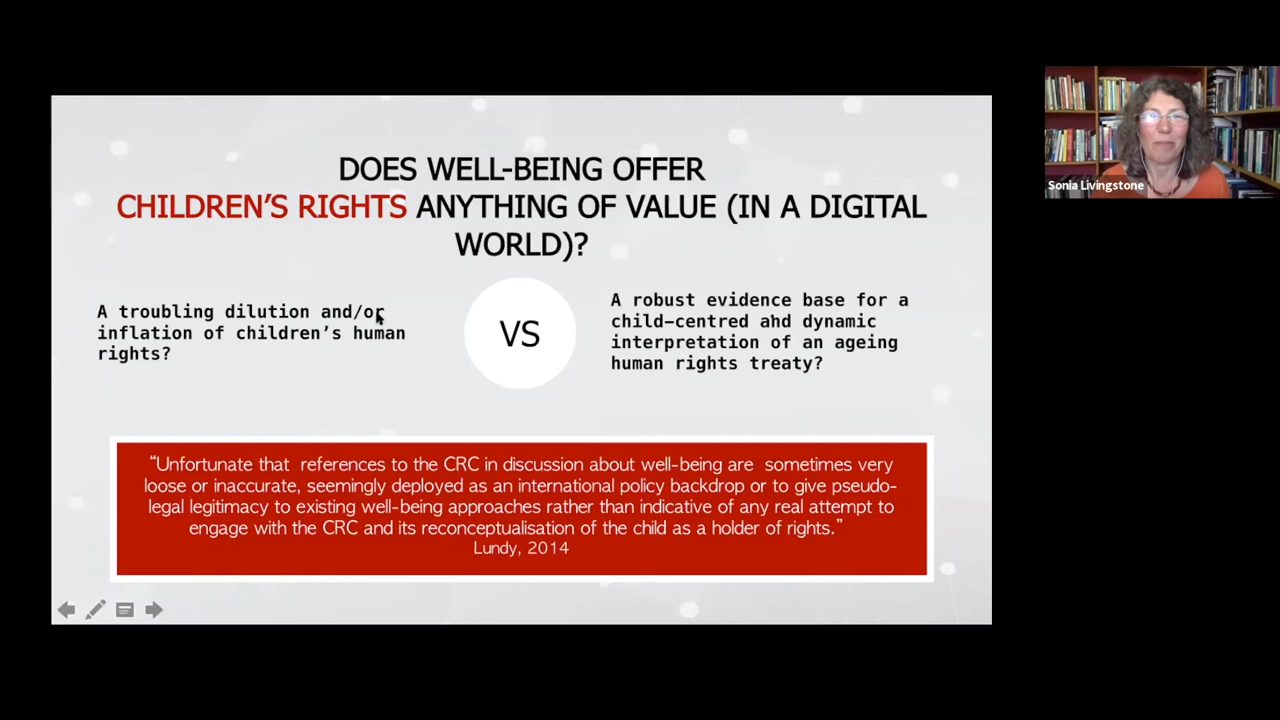 DOES WELL-BEING OFFER
CHILDREN'S RIGHTS ANYTHING OF VALUE (IN A DIGITAL
WORLD)?
A troubling dilution and/or
inflation of children's human
rights?
VS
A robust evidence base for a
child-centred ahd dynamic
interpretation of an ageing
human rights treaty?
“Unfortunate that references to the CRC in discussion about well-being are sometimes very
loose or inaccurate, seemingly deployed as an international policy backdrop or to give pseudo-
legal legitimacy to existing well-being approaches rather than indicative of any real attempt to
engage with the CRC and its reconceptualisation of the child as a holder of rights.”
Lundy, 2014
Sonia Livingstone